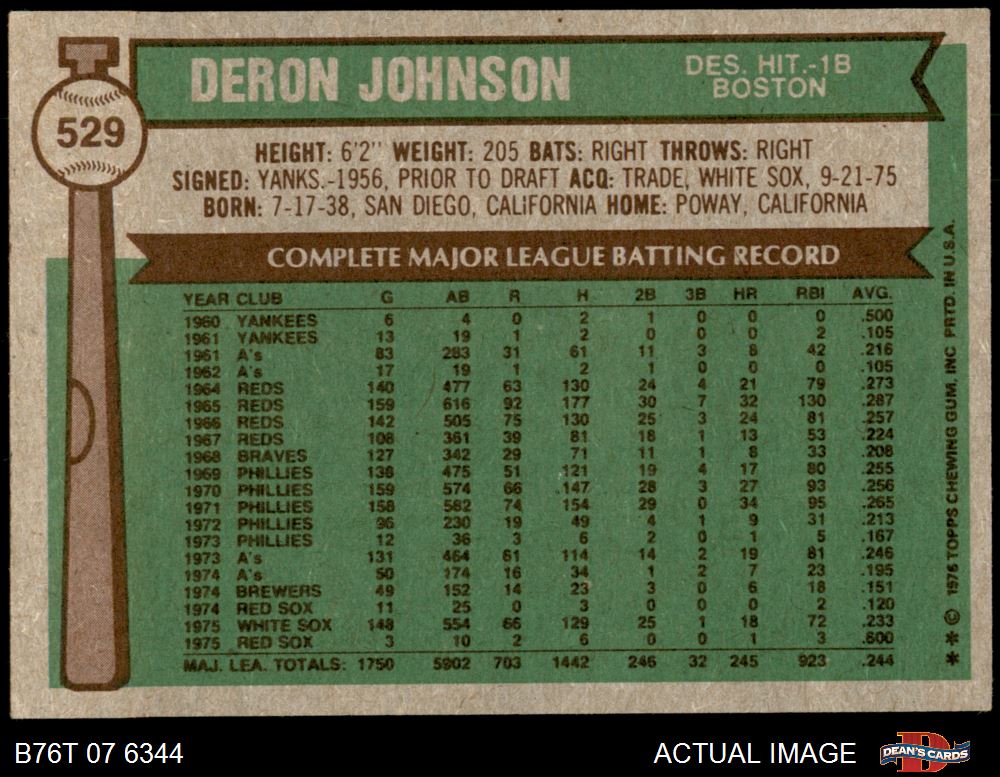 529
DERON JOHNSON
DES. HIT.-1B
BOSTON
HEIGHT: 6'2" WEIGHT: 205 BATS: RIGHT THROWS: RIGHT
SIGNED: YANKS.-1956, PRIOR TO DRAFT ACQ: TRADE, WHITE SOX, 9-21-75
BORN: 7-17-38, SAN DIEGO, CALIFORNIA HOME: POWAY, CALIFORNIA
COMPLETE MAJOR LEAGUE BATTING RECORD
YEAR CLUB G AB R H 2B 3B HR RBI AVG.
1960 YANKEES 6 4 0 2 1 0 0 0 .500
1961 YANKEES 13 19 1 2 0 0 0 2 .105
1961 A's 83 283 31 61 11 3 8 42 .216
1962 A's 17 19 1 2 1 0 0 0 .105
1964 REDS 140 477 63 130 24 4 21 79 .273
1965 REDS 159 616 92 177 30 7 32 130 .287
1966 REDS 142 505 75 130 25 3 24 81 .257
1967 REDS 108 361 39 81 18 1 13 53 .224
1968 BRAVES 127 342 29 71 11 1 8 33 .208
1969 PHILLIES 138 475 51 121 19 4 17 80 .255
1970 PHILLIES 159 574 66 147 28 3 27 93 .256
1971 PHILLIES 158 582 74 154 29 0 34 95 .265
1972 PHILLIES 96 230 19 49 4 1 9 31 .213
1973 PHILLIES 12 36 3 6 2 0 1 5 .167
1973 A's 131 464 61 114 14 2 19 81 .246
1974 A's 50 174 16 34 1 2 7 23 .195
1974 BREWERS 49 152 14 23 3 0 6 18 .151
1974 RED SOX 11 25 0 3 0 0 0 2 .120
1975 WHITE SOX 148 554 66 129 25 1 18 72 .233
1975 RED SOX 3 10 2 6 0 0 1 3 .600
MAJ. LEA. TOTALS: 1750 5902 703 1442 246 32 245 923 .244
* * © 1976 TOPPS CHEWING GUM, INC PRTD. IN U.S.A.
B76T 07 6344
ACTUAL IMAGE
D
DEAN'S CARDS